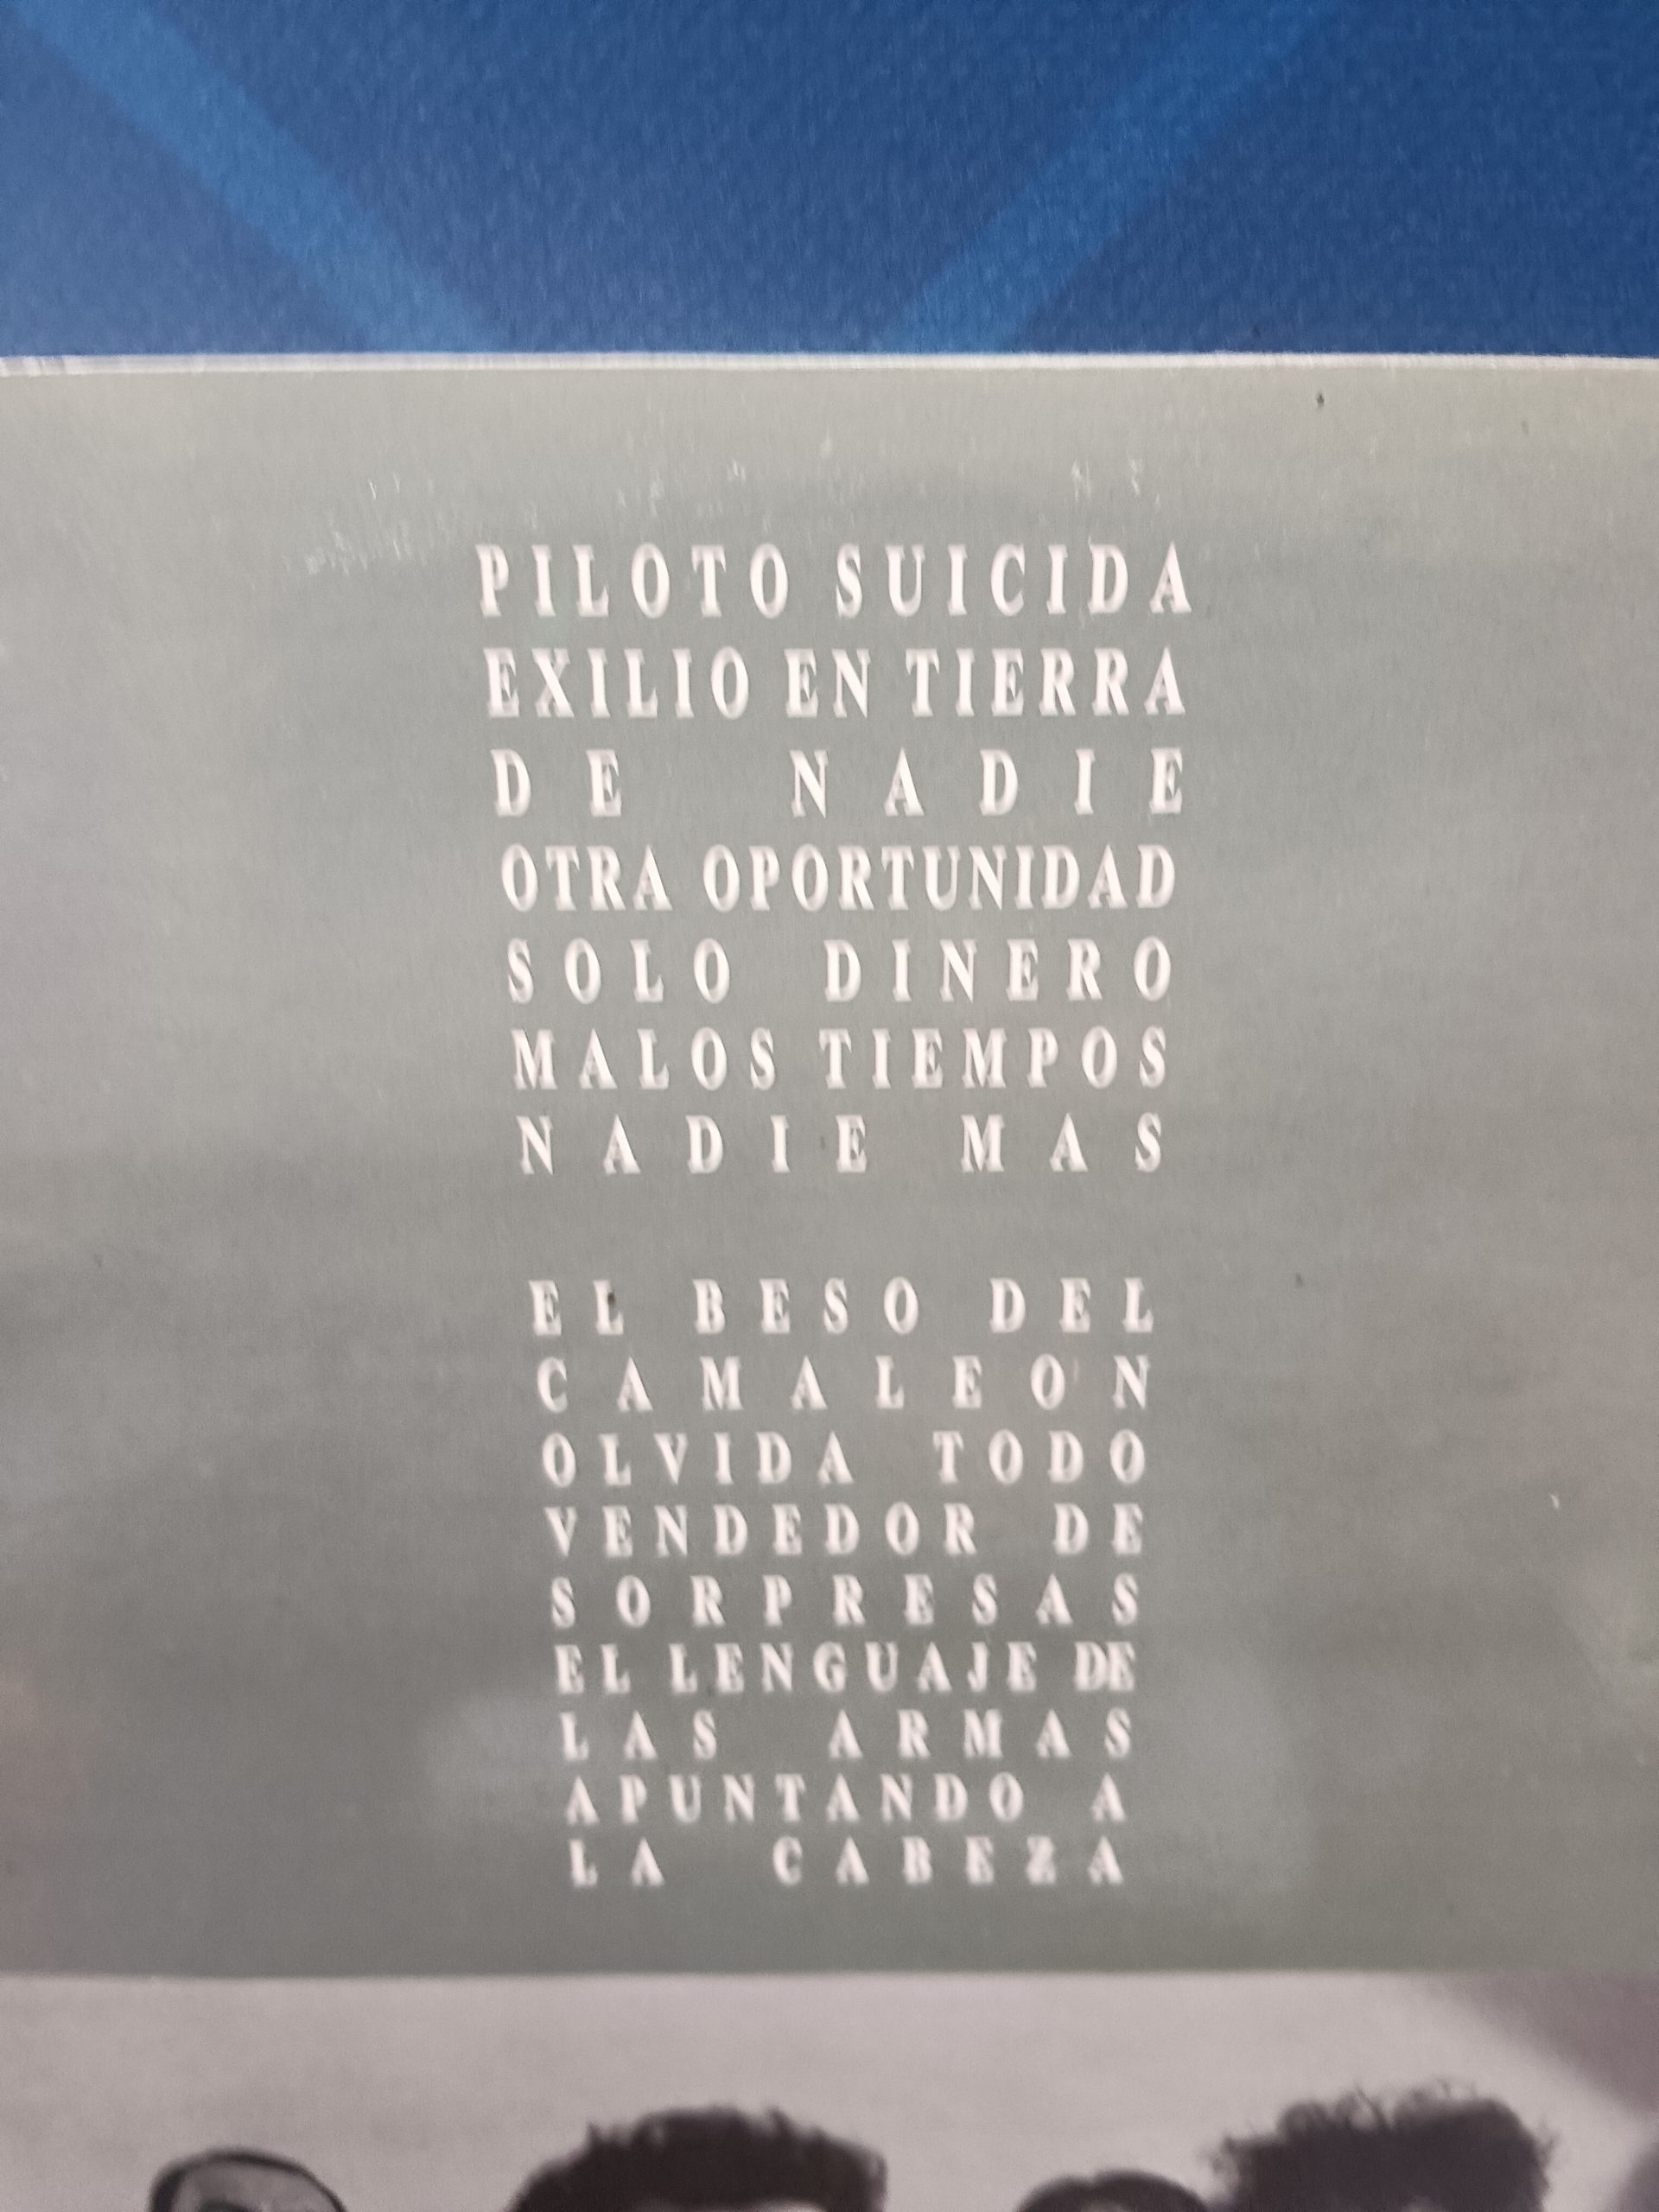 PILOTO SUICIDA
EXILIO EN TIERRA
DE NADIE
OTRA OPORTUNIDAD
SOLO DINERO
MALOS TIEMPOS
NADIE MAS
EL BESO DEL
CAMALEON
OLVIDA TODO
VENDEDOR DE
SORPRESAS
EL LENGUAJE DE
LAS ARMAS
APUNTANDO A
LA CABEZA